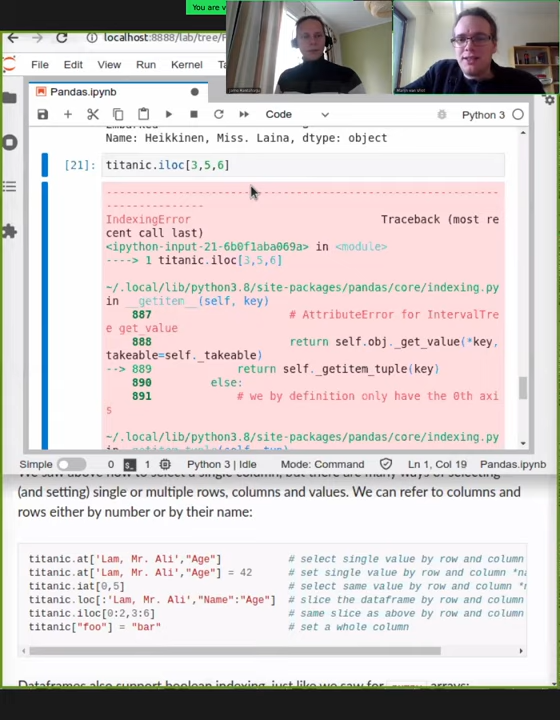 You are v
localhost:8888/lab/tree/F
File Edit View Run Kernel Ta
Pandas.ipynb
Code Python 3
Name: Heikkinen, Miss. Laina, dtype: object
[21]: titanic.iloc[3,5,6]
IndexingError Traceback (most re
cent call last)
<ipython-input-21-6b0f1aba069a> in <module>
----> 1 titanic.iloc[3,5,6]
~/.local/lib/python3.8/site-packages/pandas/core/indexing.py
in __getitem__(self, key)
887 # AttributeError for IntervalTre
e get_value
888 return self.obj._get_value(*key,
takeable=self._takeable)
--> 889 return self._getitem_tuple(key)
890 else:
891 # we by definition only have the 0th axi
s
~/.local/lib/python3.8/site-packages/pandas/core/indexing.py
Simple 0 1 Python 3 | Idle Mode: Command Ln 1, Col 19 Pandas.ipynb
We saw above how to select a single column, but there are many ways of selecting
(and setting) single or multiple rows, columns and values. We can refer to columns and
rows either by number or by their name:
titanic.at['Lam, Mr. Ali',"Age"] # select single value by row and column
titanic.at['Lam, Mr. Ali',"Age"] = 42 # set single value by row and column *n
titanic.iat[0,5] # select same value by row and column *
titanic.loc[:'Lam, Mr. Ali',"Name":"Age"] # slice the dataframe by row and column
titanic.iloc[0:2,3:6] # same slice as above by row and column
titanic["foo"] = "bar" # set a whole column
Dataframes also support boolean indexing, just like we saw for numpy arrays: